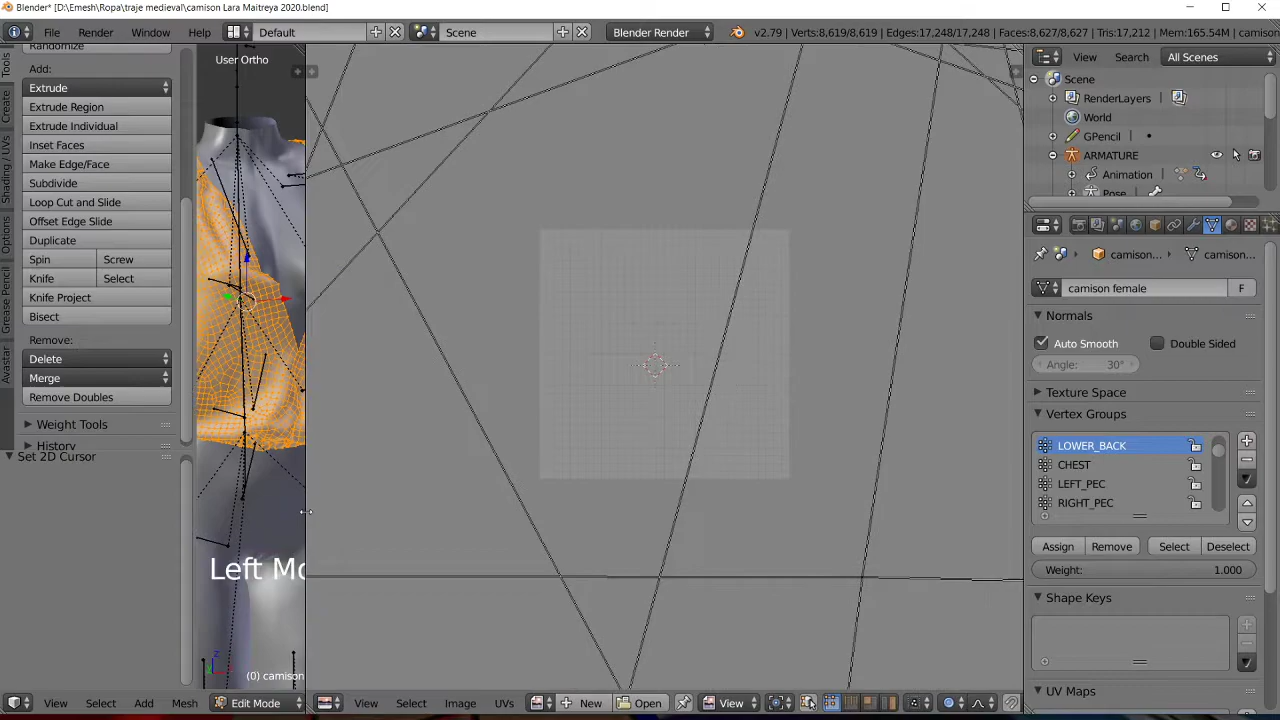 Blender* [D:\Emesh\Ropa\traje medieval\camison Lara Maitreya 2020.blend]
File Render Window Help Default Scene Blender Render v2.79 | Verts:8,619/8,619 | Edges:17,248/17,248 | Faces:8,627/8,627 | Tris:17,212 | Mem:165.54M | camison
Tools
Create
Shading / UVs
Options
Grease Pencil
Avastar
Randomize
Add:
Extrude
Extrude Region
Extrude Individual
Inset Faces
Make Edge/Face
Subdivide
Loop Cut and Slide
Offset Edge Slide
Duplicate
Spin Screw
Knife Select
Knife Project
Bisect
Remove:
Delete
Merge
Remove Doubles
Weight Tools
History
Set 2D Cursor
User Ortho
Left Mo
(0) camison
View Select Add Mesh Edit Mode
View Select Image UVs New Open View
View Search All Scenes
Scene
RenderLayers
World
GPencil
ARMATURE
Animation
Pose
camison... camison...
camison female F
Normals
Auto Smooth Double Sided
Angle: 30°
Texture Space
Vertex Groups
LOWER_BACK
CHEST
LEFT_PEC
RIGHT_PEC
Assign Remove Select Deselect
Weight: 1.000
Shape Keys
UV Maps